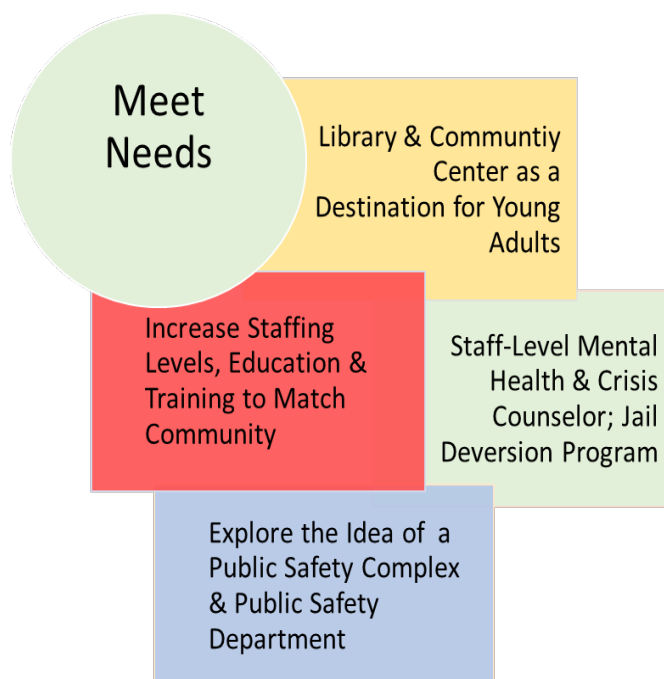 Meet
Needs
Library & Communtiy
Center as a
Destination for Young
Adults
Increase Staffing
Levels, Education &
Training to Match
Community
Staff-Level Mental
Health & Crisis
Counselor; Jail
Deversion Program
Explore the Idea of a
Public Safety Complex
& Public Safety
Department